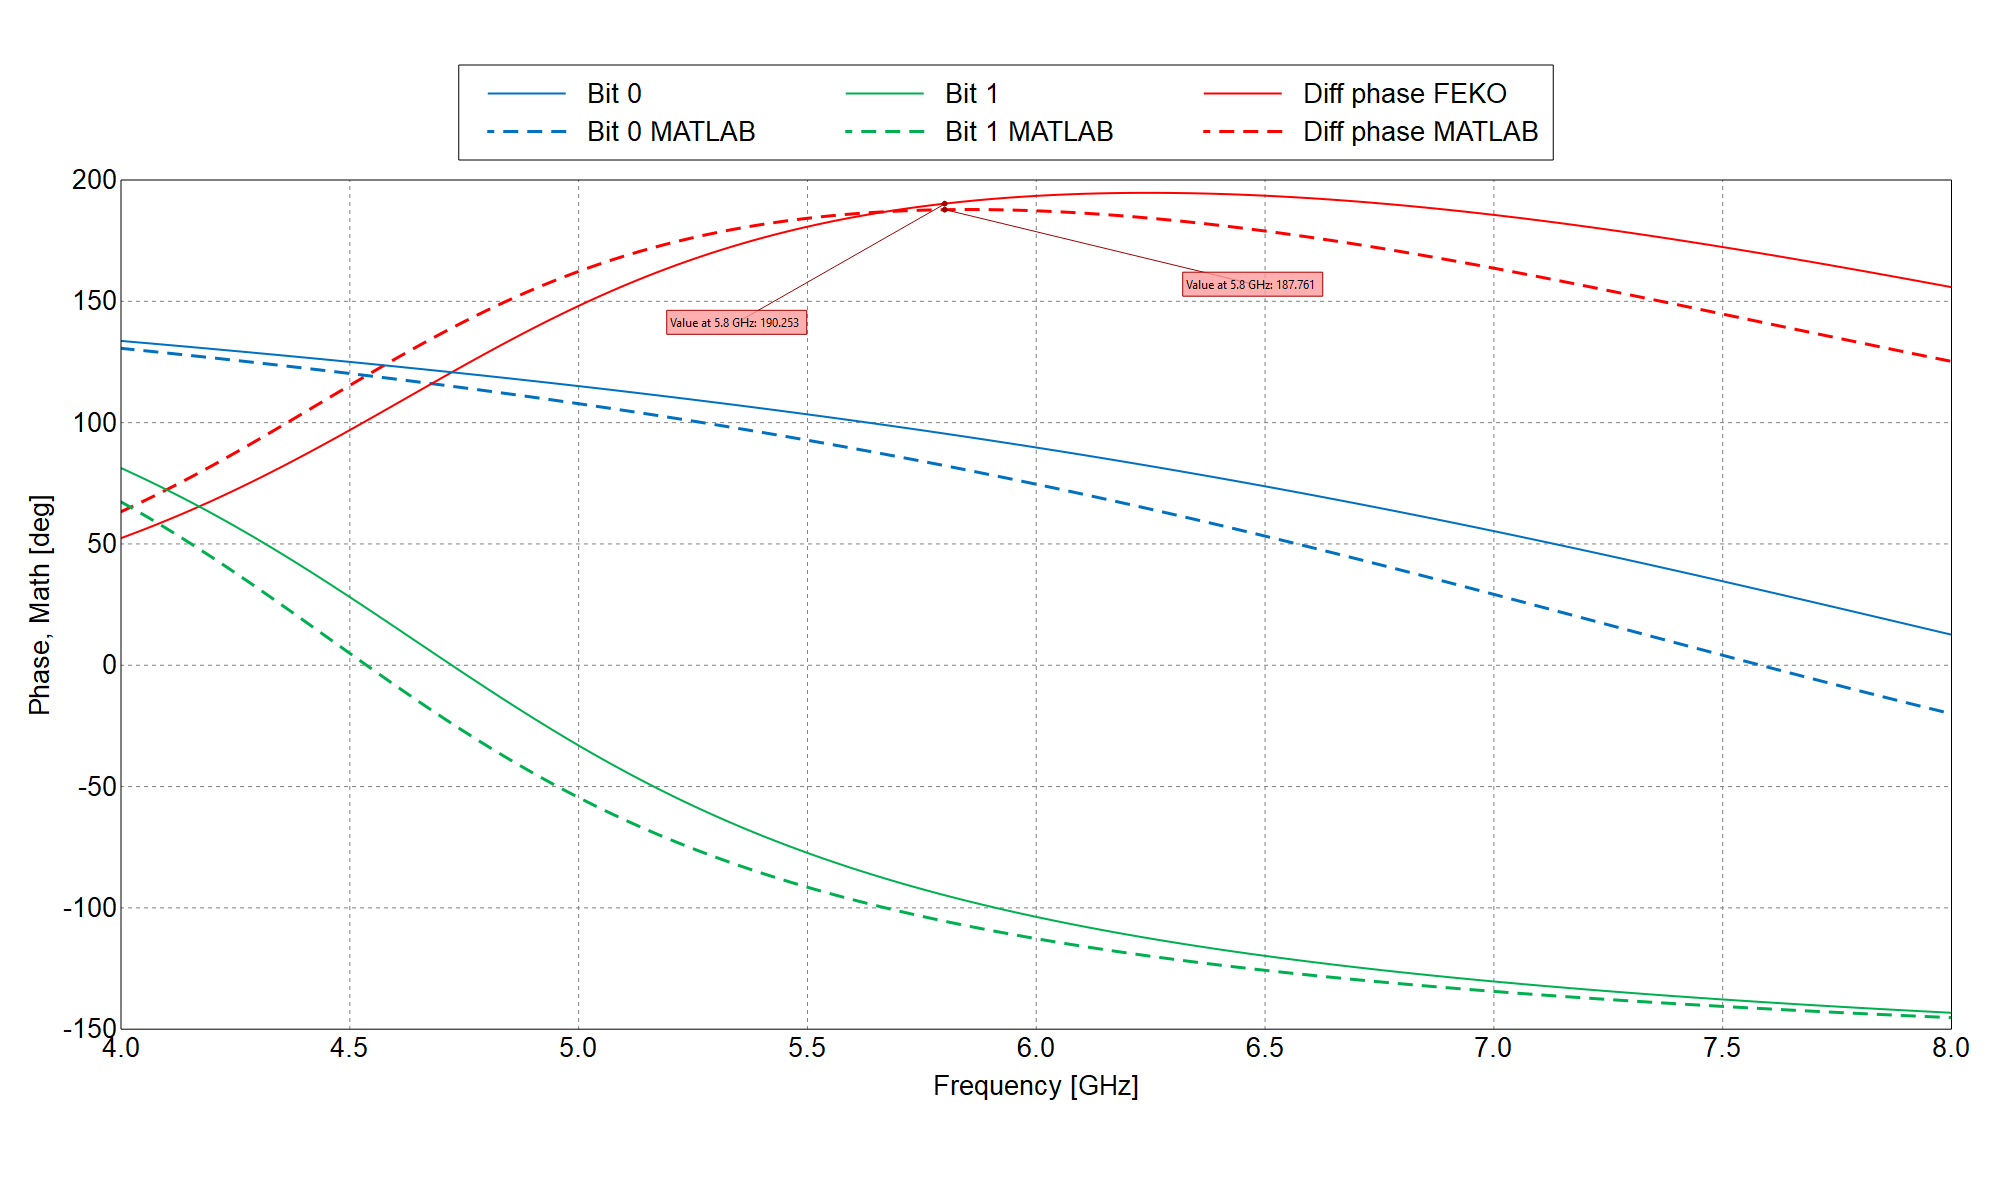 Bit 0 Bit 1 Diff phase FEKO
Bit 0 MATLAB Bit 1 MATLAB Diff phase MATLAB
200
150
100
50
0
-50
-100
-150
Phase, Math [deg]
Value at 5.8 GHz: 187.761
Value at 5.8 GHz: 190.253
4.0 4.5 5.0 5.5 6.0 6.5 7.0 7.5 8.0
Frequency [GHz]